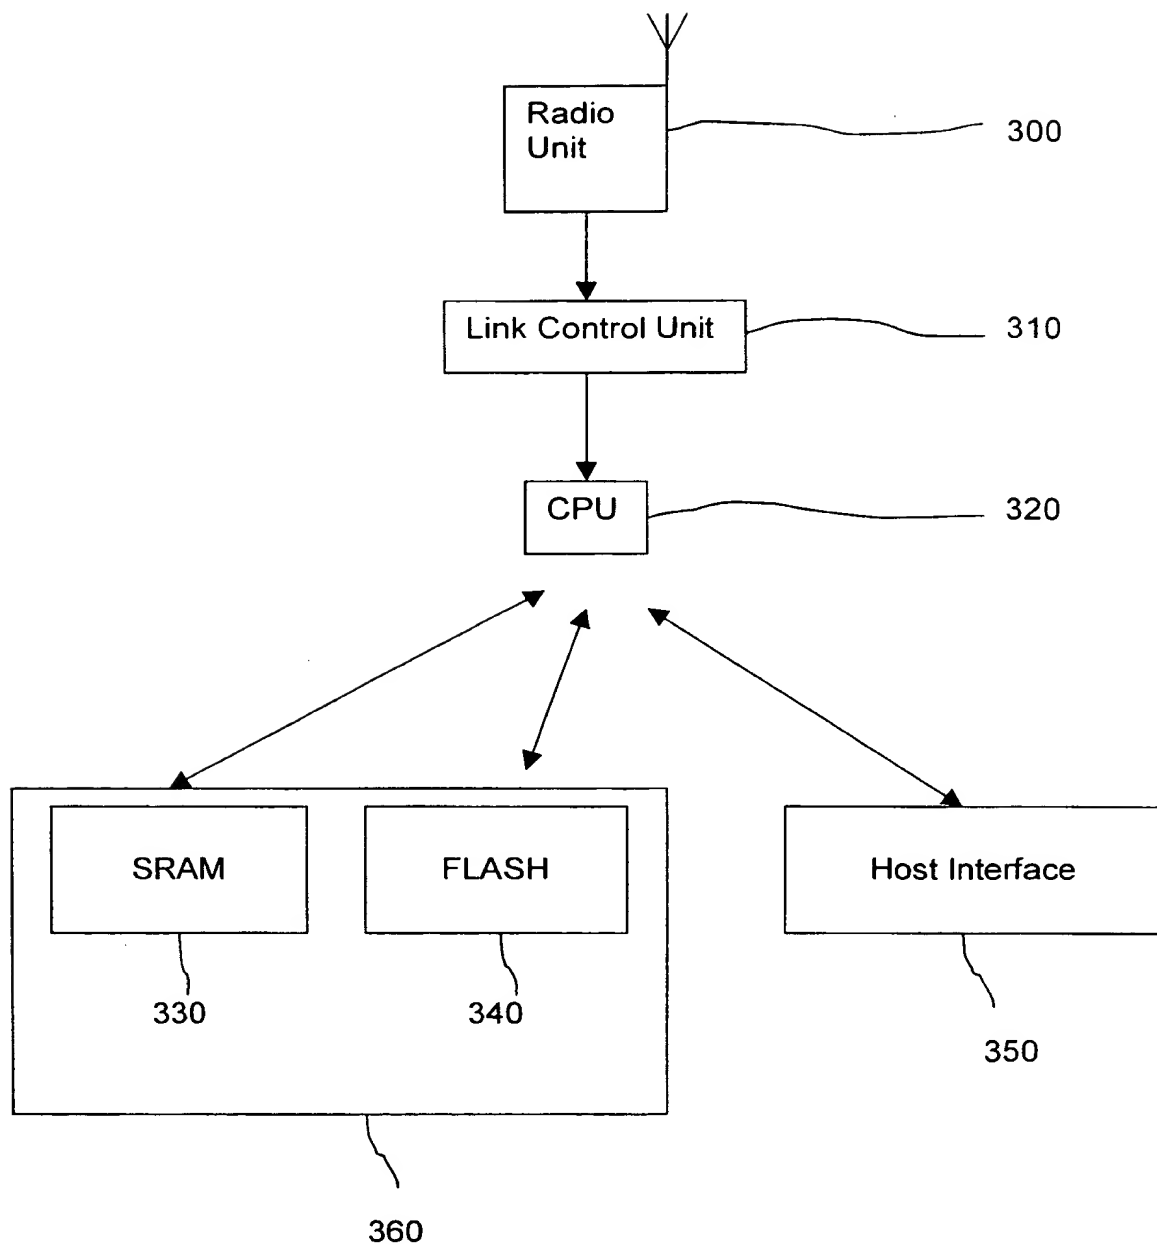 Radio
Unit
300
Link Control Unit
310
CPU
320
SRAM
FLASH
Host Interface
330
340
350
360